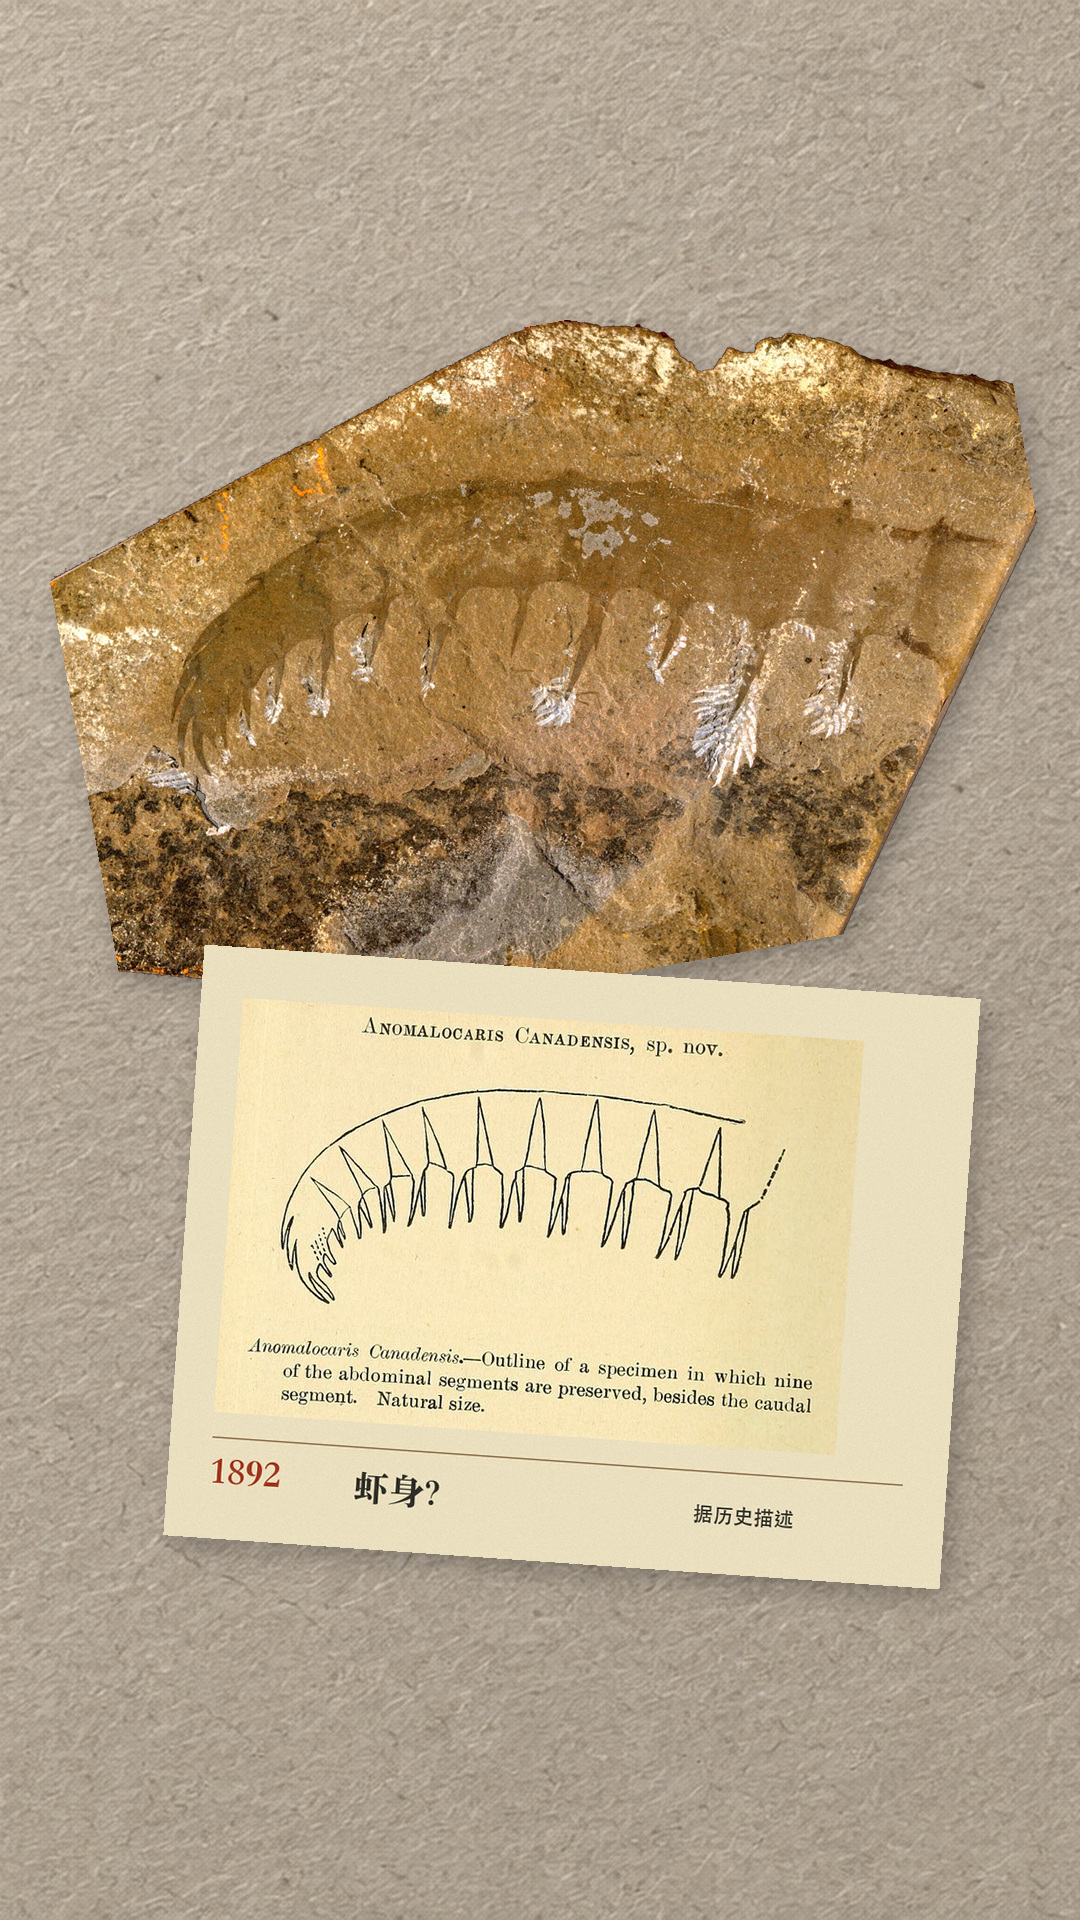 ANOMALOCARIS CANADENSIS, sp. nov.
Anomalocaris Canadensis.—Outline of a specimen in which nine
of the abdominal segments are preserved, besides the caudal
segment. Natural size.
1892 虾身?
据历史描述